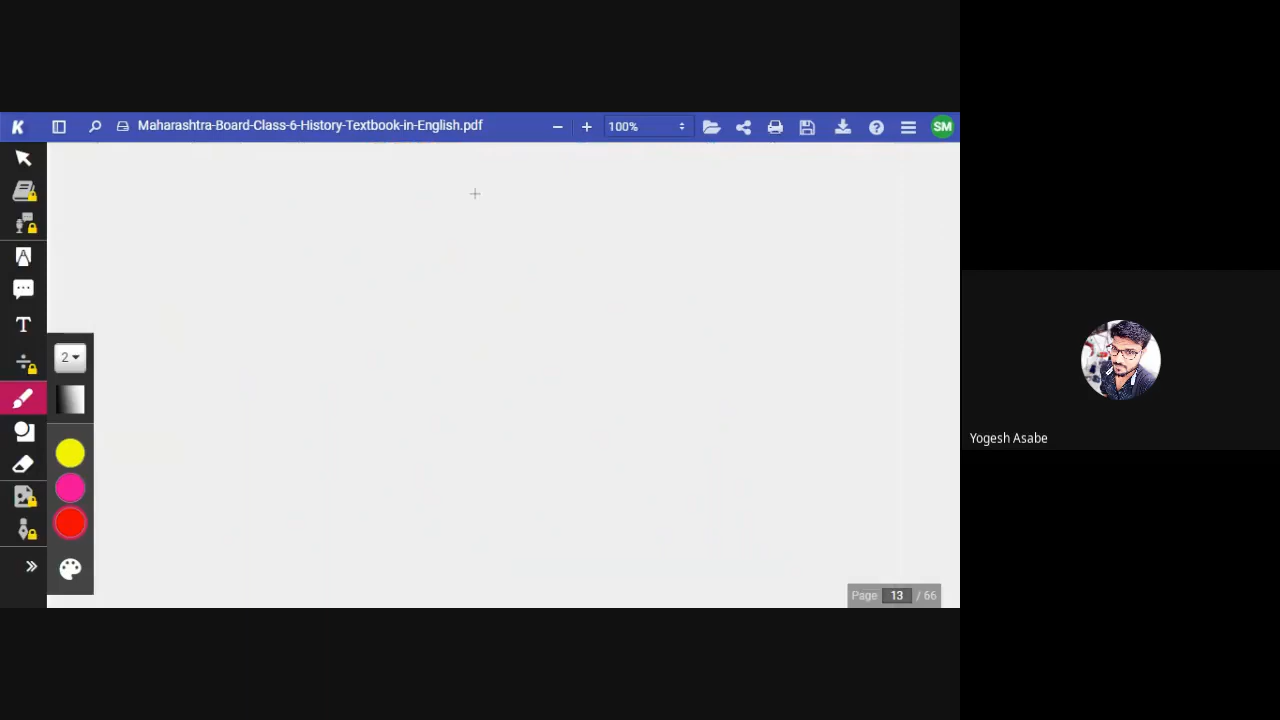 K
Maharashtra-Board-Class-6-History-Textbook-in-English.pdf
100%
SM
T
2
Page 13 / 66
Yogesh Asabe